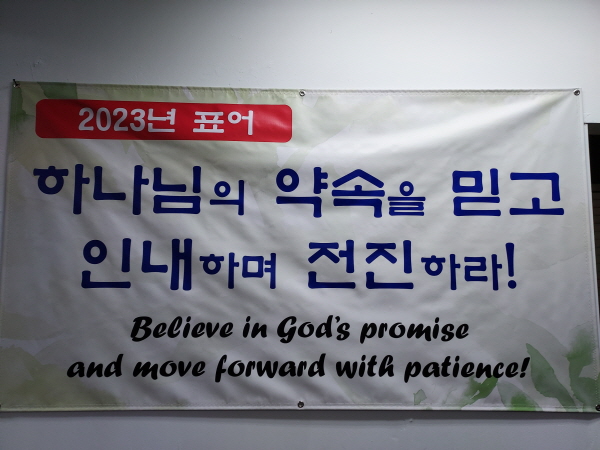 2023년 표어
하나님의 약속을 믿고
인내하며 전진하라!
Believe in God's promise
and move forward with patience!